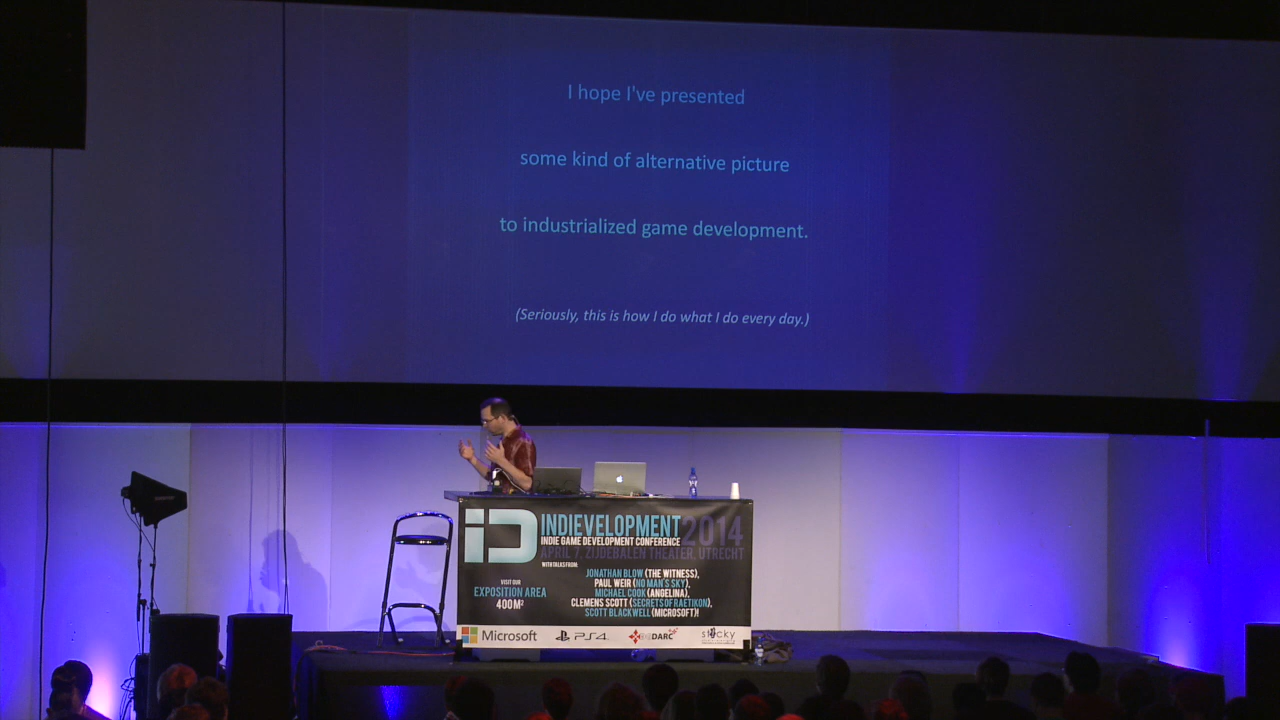 I hope I've presented
some kind of alternative picture
to industrialized game development.
(Seriously, this is how I do what I do every day.)
iD
INDIEVELOPMENT 2014
INDIE GAME DEVELOPMENT CONFERENCE
APRIL 7, ZIJDEBALEN THEATER, UTRECHT
WITH TALKS FROM:
JONATHAN BLOW (THE WITNESS),
PAUL WEIR (NO MAN'S SKY),
MICHAEL COOK (ANGELINA),
CLEMENS SCOTT (SECRETS OF RAETIKON),
SCOTT BLACKWELL (MICROSOFT)!
VISIT OUR
EXPOSITION AREA
400M²
Microsoft
PS4
DARC